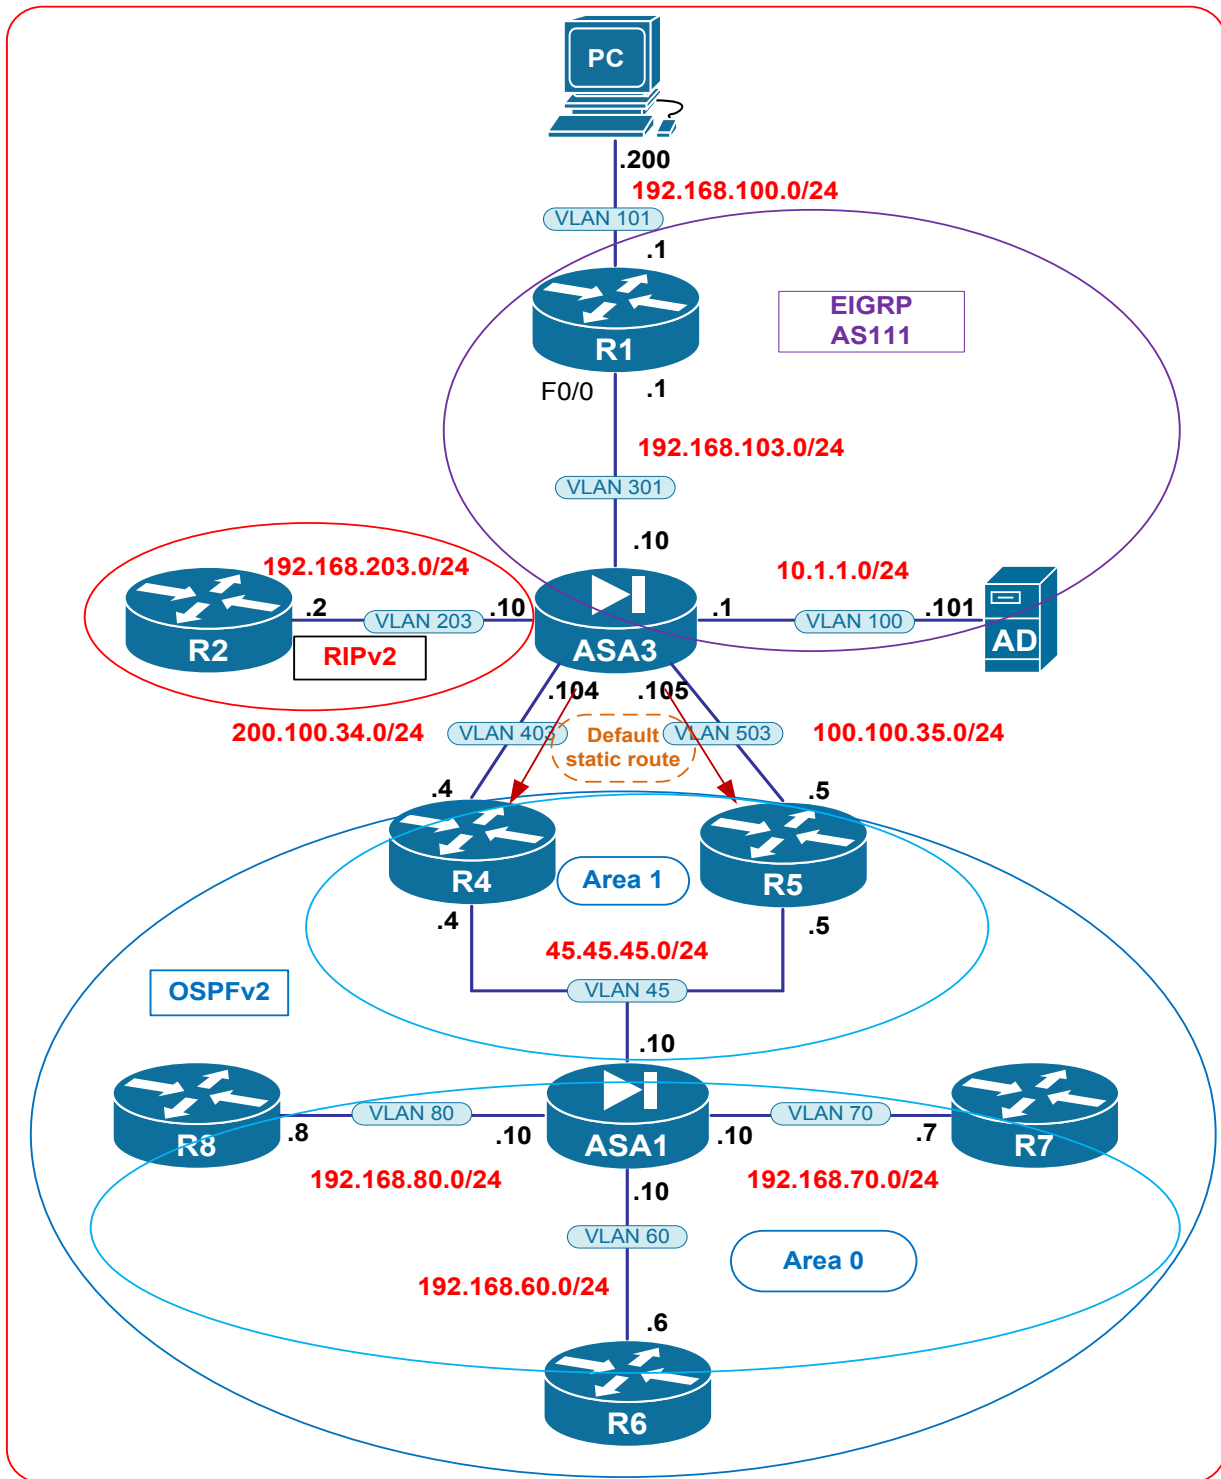 PC
.200
192.168.100.0/24
VLAN 101
.1
R1
EIGRP
AS111
F0/0
.1
192.168.103.0/24
VLAN 301
.10
192.168.203.0/24
10.1.1.0/24
.2
VLAN 203
.10
ASA3
.1
VLAN 100
.101
AD
R2
RIPv2
.104
.105
200.100.34.0/24
VLAN 403
Default
static route
VLAN 503
100.100.35.0/24
.4
.5
R4
Area 1
R5
.4
.5
45.45.45.0/24
OSPFv2
VLAN 45
.10
R8
.8
VLAN 80
.10
ASA1
.10
VLAN 70
.7
R7
192.168.80.0/24
192.168.70.0/24
.10
VLAN 60
Area 0
192.168.60.0/24
.6
R6